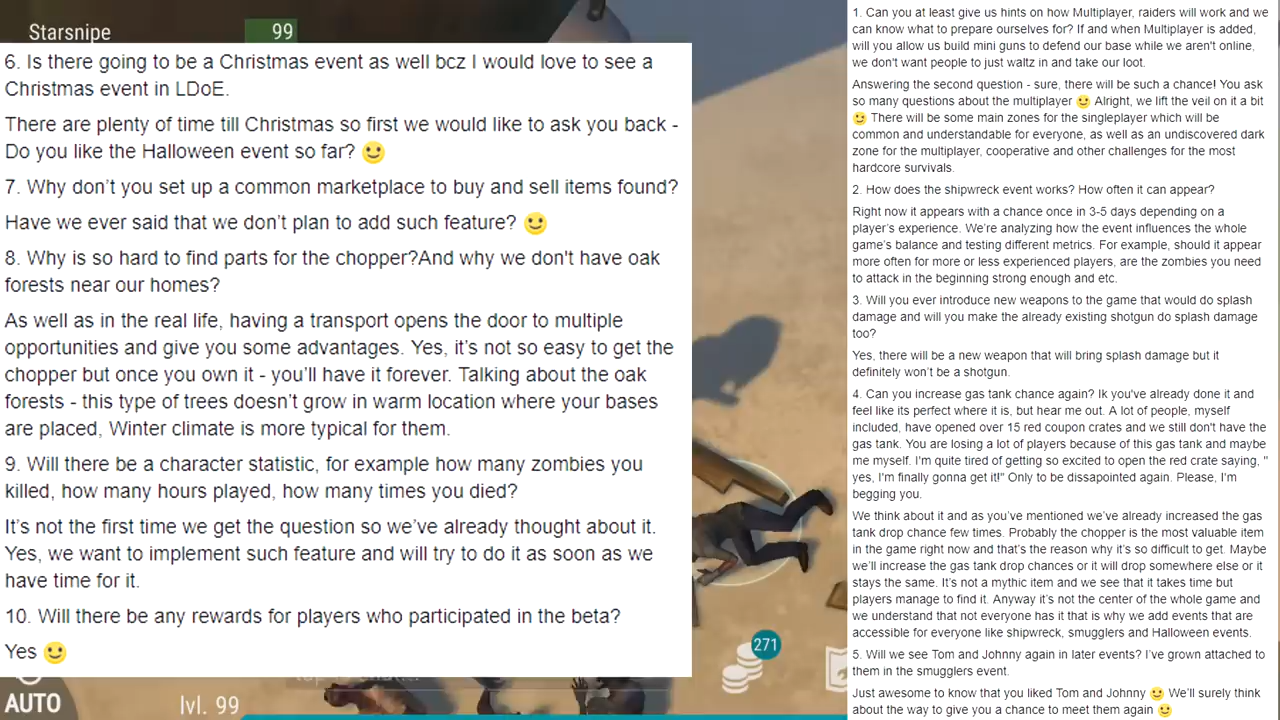 Starsnipe
99
6. Is there going to be a Christmas event as well bcz I would love to see a
Christmas event in LDoE.
There are plenty of time till Christmas so first we would like to ask you back -
Do you like the Halloween event so far? 🙂
7. Why don’t you set up a common marketplace to buy and sell items found?
Have we ever said that we don’t plan to add such feature? 🙂
8. Why is so hard to find parts for the chopper?And why we don't have oak
forests near our homes?
As well as in the real life, having a transport opens the door to multiple
opportunities and give you some advantages. Yes, it’s not so easy to get the
chopper but once you own it - you’ll have it forever. Talking about the oak
forests - this type of trees doesn’t grow in warm location where your bases
are placed, Winter climate is more typical for them.
9. Will there be a character statistic, for example how many zombies you
killed, how many hours played, how many times you died?
It’s not the first time we get the question so we’ve already thought about it.
Yes, we want to implement such feature and will try to do it as soon as we
have time for it.
10. Will there be any rewards for players who participated in the beta?
Yes 🙂
AUTO
lvl. 99
271
1. Can you at least give us hints on how Multiplayer, raiders will work and we
can know what to prepare ourselves for? If and when Multiplayer is added,
will you allow us build mini guns to defend our base while we aren't online,
we don't want people to just waltz in and take our loot.
Answering the second question - sure, there will be such a chance! You ask
so many questions about the multiplayer 🙂 Alright, we lift the veil on it a bit
🙂 There will be some main zones for the singleplayer which will be
common and understandable for everyone, as well as an undiscovered dark
zone for the multiplayer, cooperative and other challenges for the most
hardcore survivals.
2. How does the shipwreck event works? How often it can appear?
Right now it appears with a chance once in 3-5 days depending on a
player’s experience. We’re analyzing how the event influences the whole
game’s balance and testing different metrics. For example, should it appear
more often for more or less experienced players, are the zombies you need
to attack in the beginning strong enough and etc.
3. Will you ever introduce new weapons to the game that would do splash
damage and will you make the already existing shotgun do splash damage
too?
Yes, there will be a new weapon that will bring splash damage but it
definitely won’t be a shotgun.
4. Can you increase gas tank chance again? Ik you've already done it and
feel like its perfect where it is, but hear me out. A lot of people, myself
included, have opened over 15 red coupon crates and we still don't have the
gas tank. You are losing a lot of players because of this gas tank and maybe
me myself. I'm quite tired of getting so excited to open the red crate saying, "
yes, I'm finally gonna get it!" Only to be dissapointed again. Please, I'm
begging you.
We think about it and as you’ve mentioned we’ve already increased the gas
tank drop chance few times. Probably the chopper is the most valuable item
in the game right now and that’s the reason why it’s so difficult to get. Maybe
we’ll increase the gas tank drop chances or it will drop somewhere else or it
stays the same. It’s not a mythic item and we see that it takes time but
players manage to find it. Anyway it’s not the center of the whole game and
we understand that not everyone has it that is why we add events that are
accessible for everyone like shipwreck, smugglers and Halloween events.
5. Will we see Tom and Johnny again in later events? I’ve grown attached to
them in the smugglers event.
Just awesome to know that you liked Tom and Johnny 🙂 We’ll surely think
about the way to give you a chance to meet them again 🙂